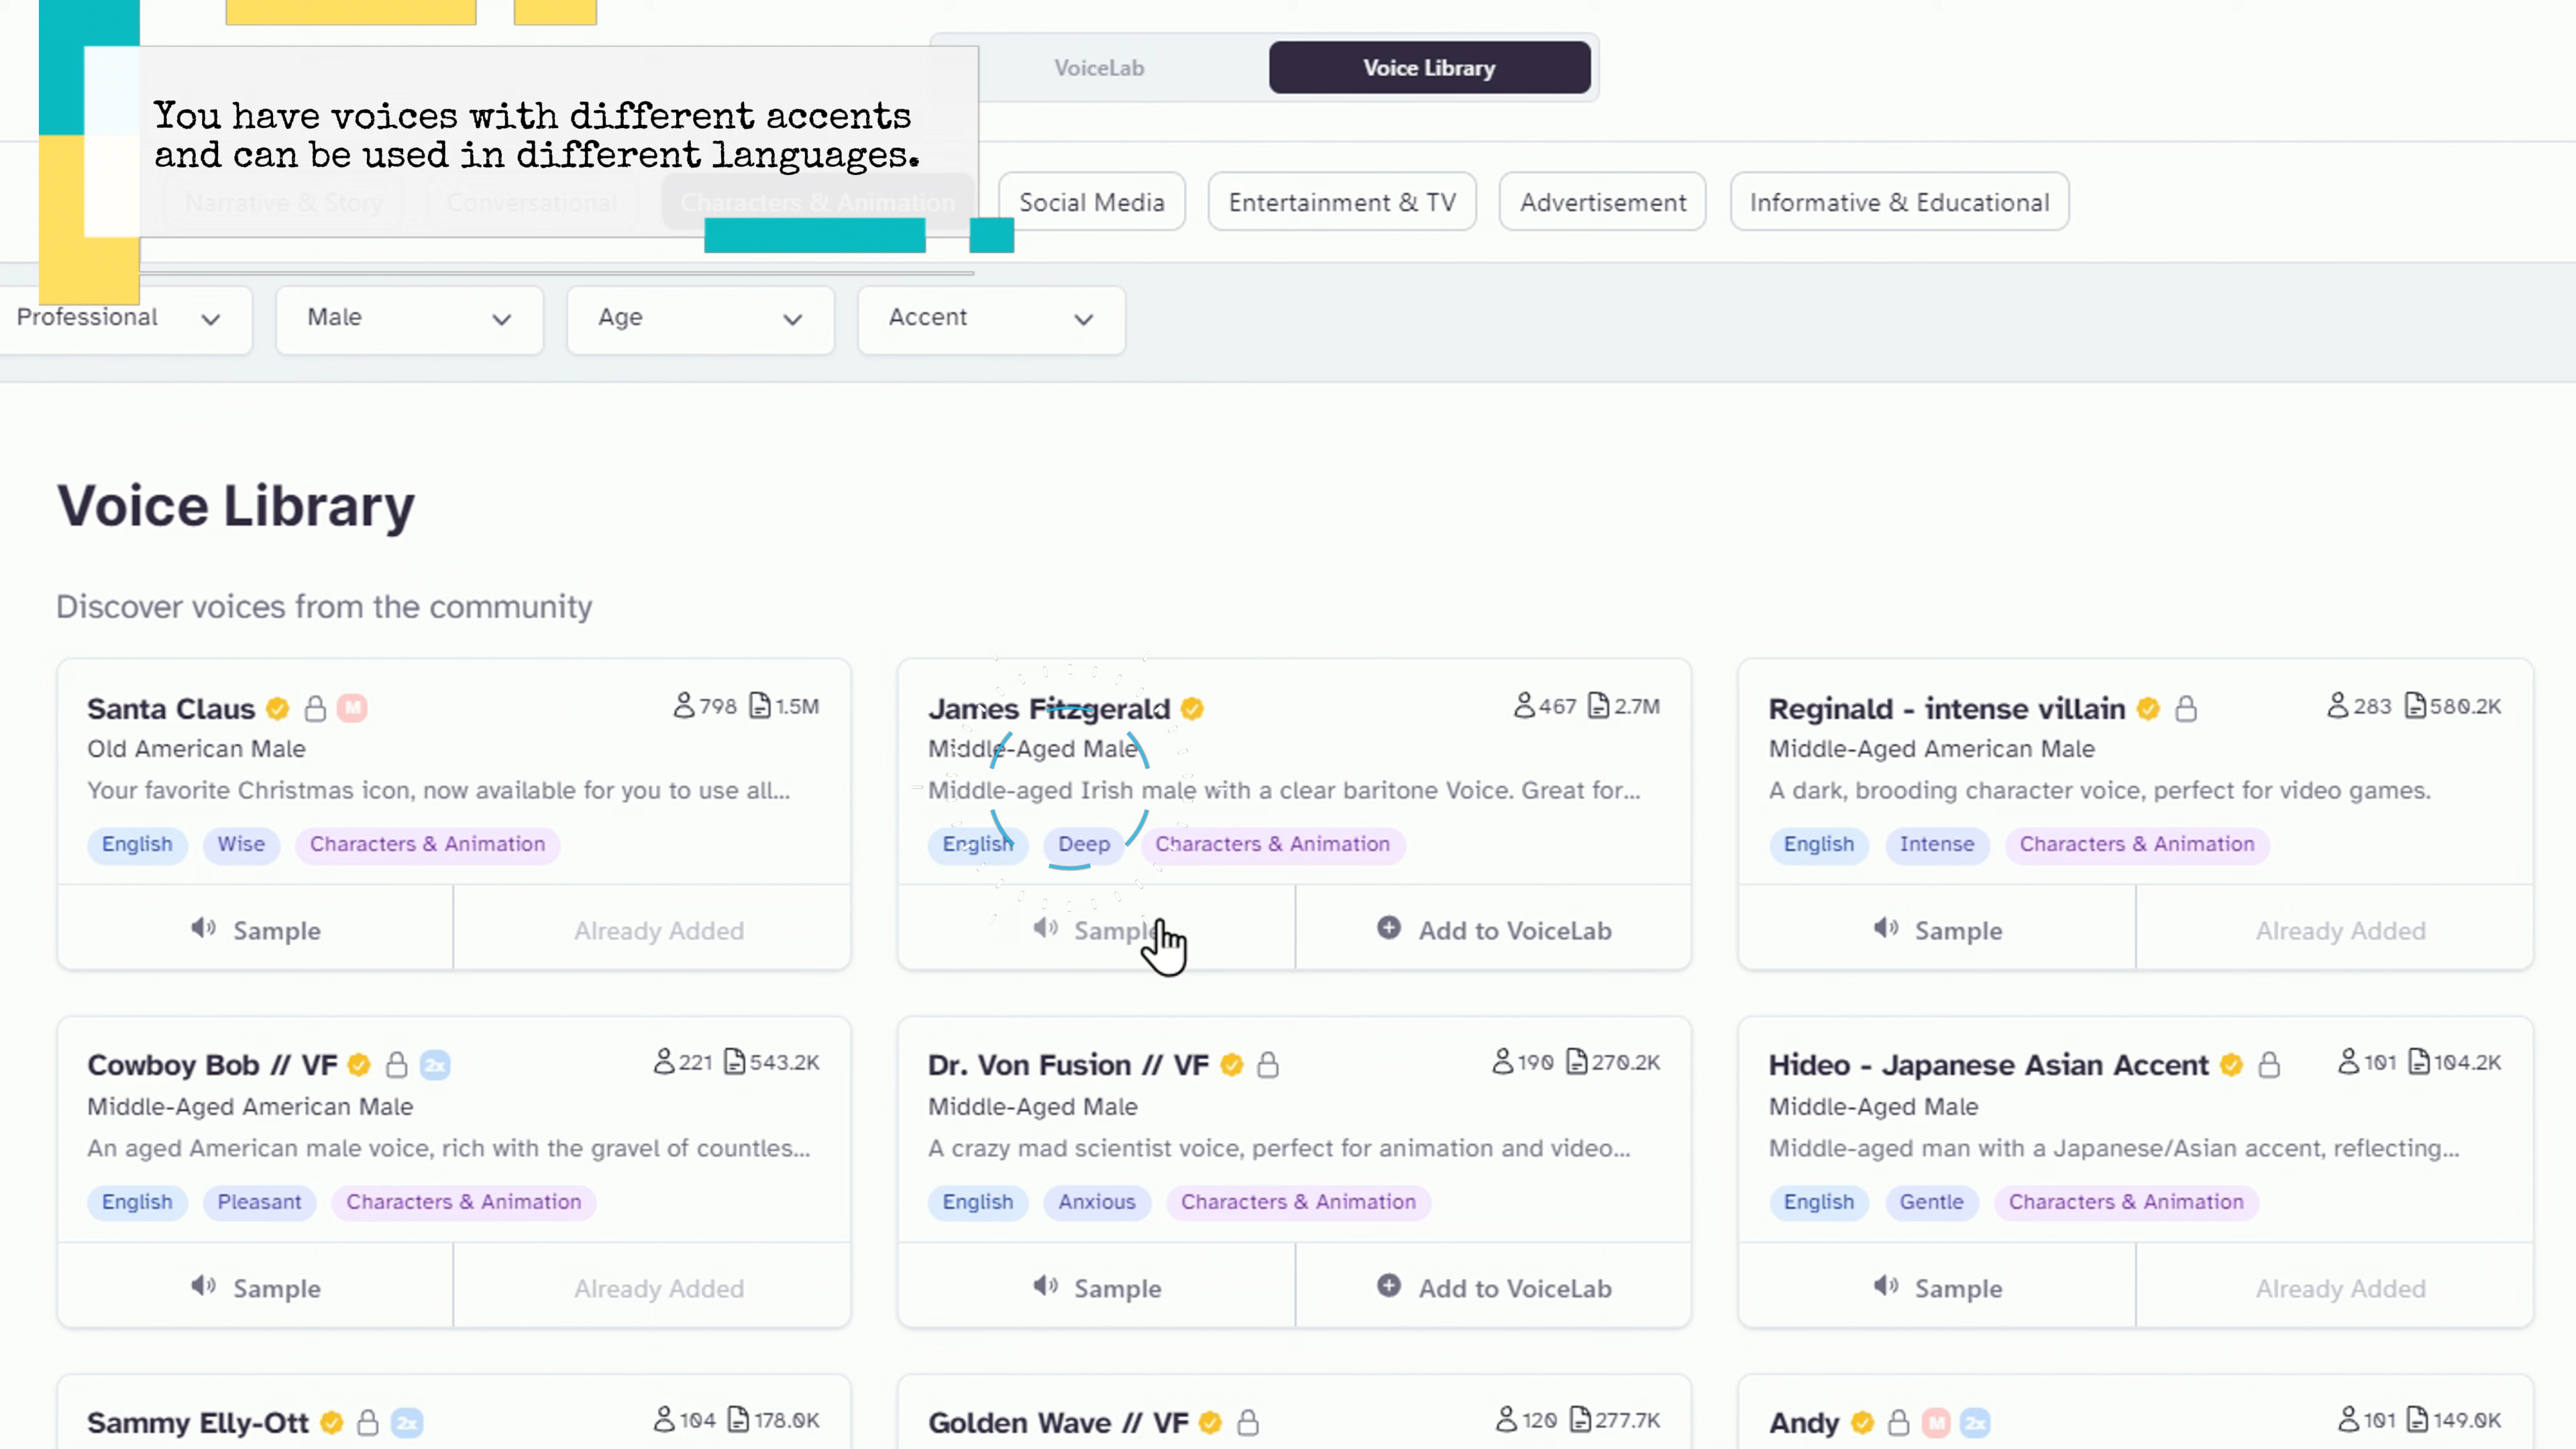 VoiceLab
Voice Library
You have voices with different accents
and can be used in different languages.
Narrative & Story
Conversational
Characters & Animation
Social Media
Entertainment & TV
Advertisement
Informative & Educational
Professional
Male
Age
Accent
Voice Library
Discover voices from the community
Santa Claus M 798 1.5M
Old American Male
Your favorite Christmas icon, now available for you to use all...
English Wise Characters & Animation
Sample Already Added
James Fitzgerald 467 2.7M
Middle-Aged Male
Middle-aged Irish male with a clear baritone Voice. Great for...
English Deep Characters & Animation
Sample Add to VoiceLab
Reginald - intense villain 283 580.2K
Middle-Aged American Male
A dark, brooding character voice, perfect for video games.
English Intense Characters & Animation
Sample Already Added
Cowboy Bob // VF 2x 221 543.2K
Middle-Aged American Male
An aged American male voice, rich with the gravel of countles...
English Pleasant Characters & Animation
Sample Already Added
Dr. Von Fusion // VF 190 270.2K
Middle-Aged Male
A crazy mad scientist voice, perfect for animation and video...
English Anxious Characters & Animation
Sample Add to VoiceLab
Hideo - Japanese Asian Accent 101 104.2K
Middle-Aged Male
Middle-aged man with a Japanese/Asian accent, reflecting...
English Gentle Characters & Animation
Sample Already Added
Sammy Elly-Ott 2x 104 178.0K
Golden Wave // VF 120 277.7K
Andy M 2x 101 149.0K